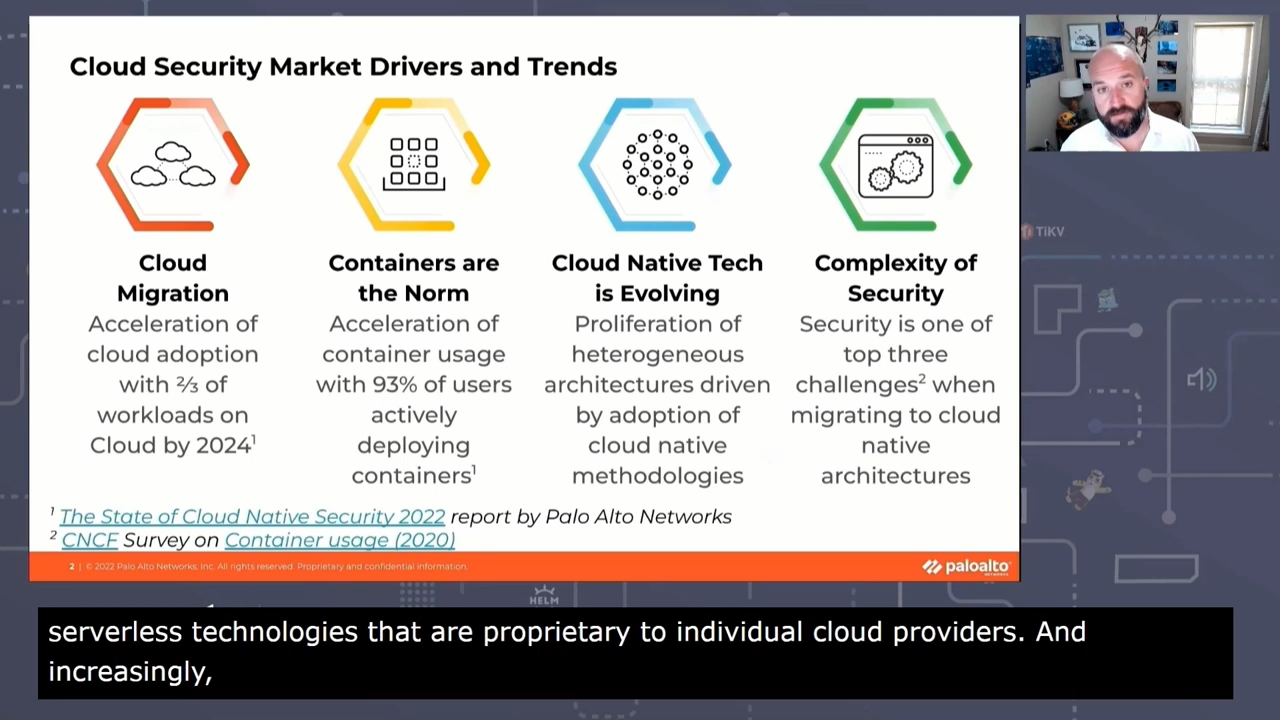 Cloud Security Market Drivers and Trends
Cloud
Migration
Acceleration of
cloud adoption
with ⅔ of
workloads on
Cloud by 2024¹
Containers are
the Norm
Acceleration of
container usage
with 93% of users
actively
deploying
containers¹
Cloud Native Tech
is Evolving
Proliferation of
heterogeneous
architectures driven
by adoption of
cloud native
methodologies
Complexity of
Security
Security is one of
top three
challenges² when
migrating to cloud
native
architectures
¹ The State of Cloud Native Security 2022 report by Palo Alto Networks
² CNCF Survey on Container usage (2020)
2 | © 2022 Palo Alto Networks, Inc. All rights reserved. Proprietary and confidential information.
paloalto
NETWORKS
TiKV
HELM
serverless technologies that are proprietary to individual cloud providers. And
increasingly,